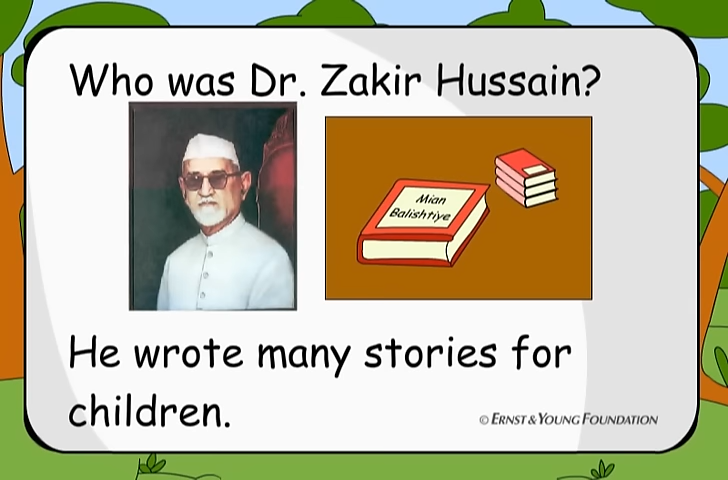 Who was Dr. Zakir Hussain?
Mian
Balishtiye
He wrote many stories for
children.
© ERNST & YOUNG FOUNDATION